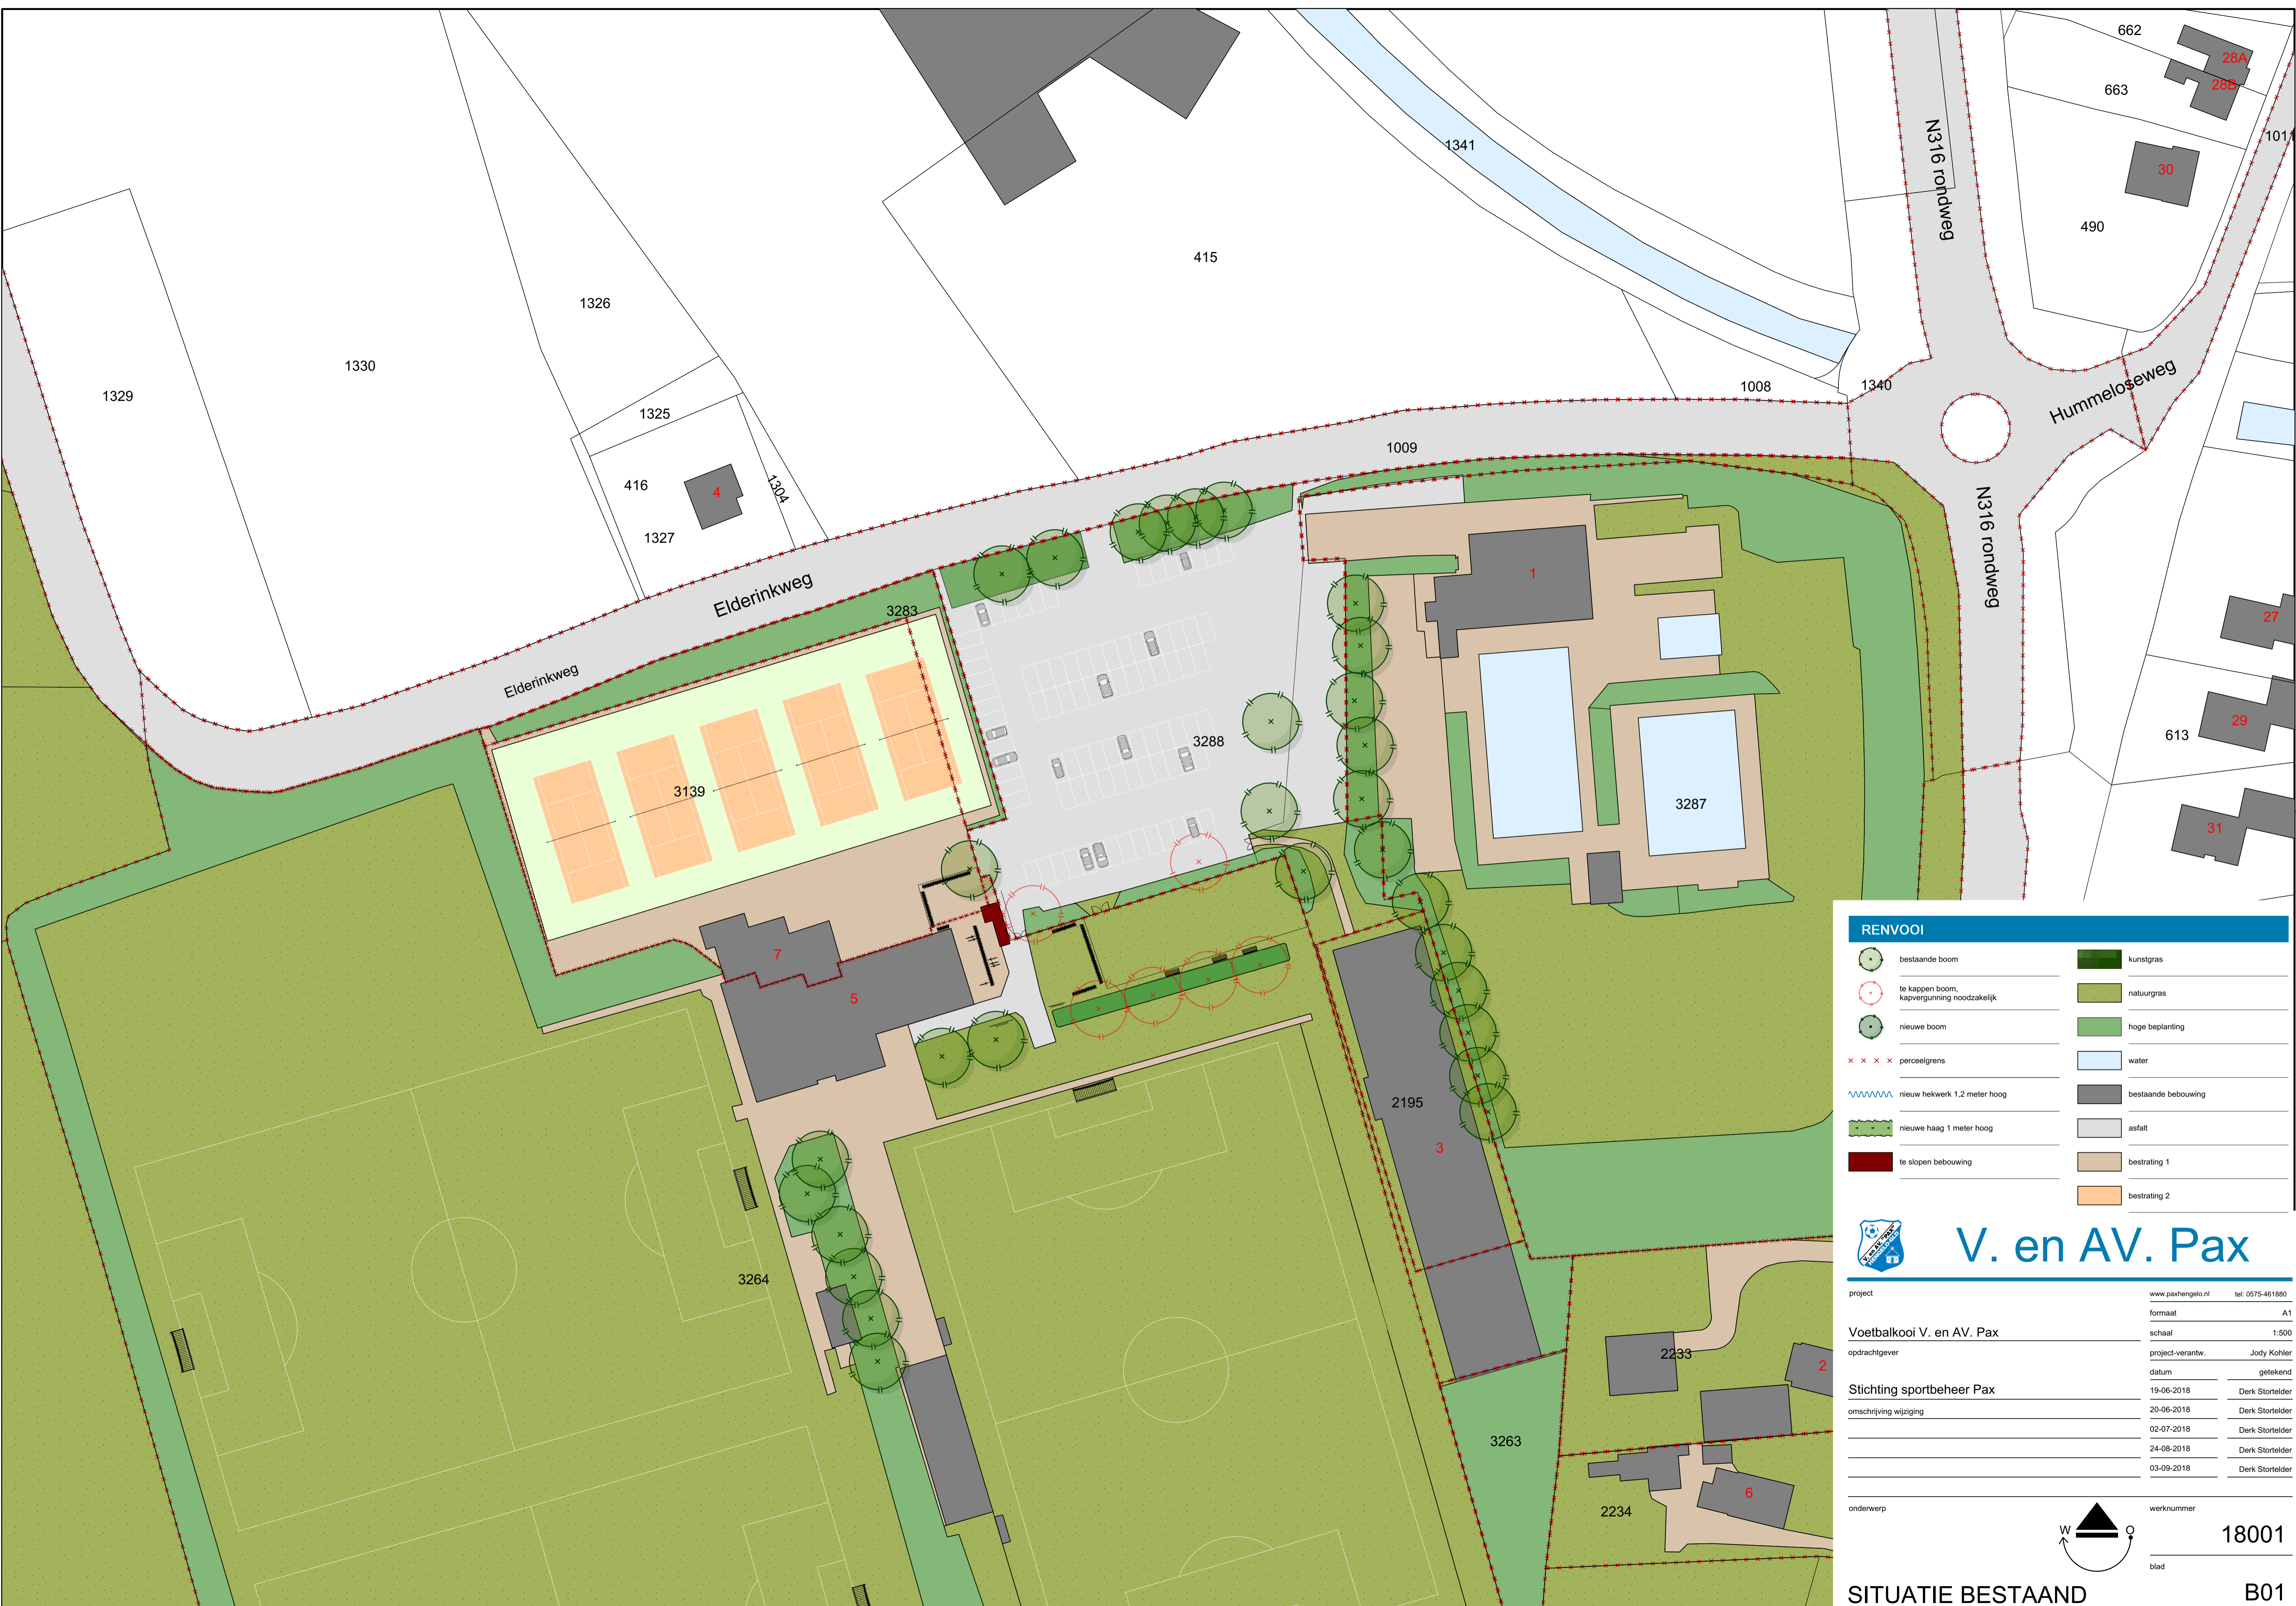 662
28A
663
28B
1011
N316 rondweg
1341
30
490
415
1326
1330
1329
1008
1340
Hummeloseweg
1325
1009
416
4
1304
N316 rondweg
1327
1
Elderinkweg
3283
27
Elderinkweg
3288
29
613
3139
3287
31
7
5
2195
3
3264
2233
2
3263
6
2234
RENVOOI
bestaande boom
te kappen boom,
kapvergunning noodzakelijk
nieuwe boom
perceelgrens
nieuw hekwerk 1,2 meter hoog
nieuwe haag 1 meter hoog
te slopen bebouwing
kunstgras
natuurgras
hoge beplanting
water
bestaande bebouwing
asfalt
bestrating 1
bestrating 2
V. en AV. "PAX"
V. en AV. Pax
project
www.paxhengelo.nl tel: 0575-461880
formaat A1
Voetbalkooi V. en AV. Pax
schaal 1:500
opdrachtgever
project-verantw. Jody Kohler
datum getekend
Stichting sportbeheer Pax
19-06-2018 Derk Stortelder
omschrijving wijziging
20-06-2018 Derk Stortelder
02-07-2018 Derk Stortelder
24-08-2018 Derk Stortelder
03-09-2018 Derk Stortelder
onderwerp
werknummer
W O
18001
blad
SITUATIE BESTAAND
B01